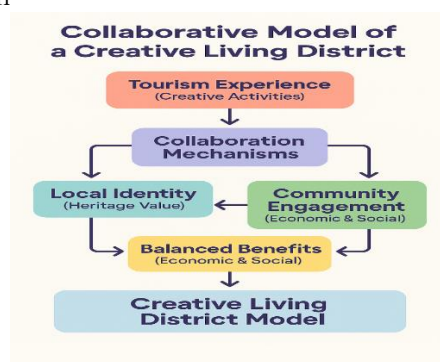 Collaborative Model of
a Creative Living District
Tourism Experience
(Creative Activities)
Collaboration
Mechanisms
Local Identity
(Heritage Value)
Community
Engagement
(Economic & Social)
Balanced Benefits
(Economic & Social)
Creative Living
District Model